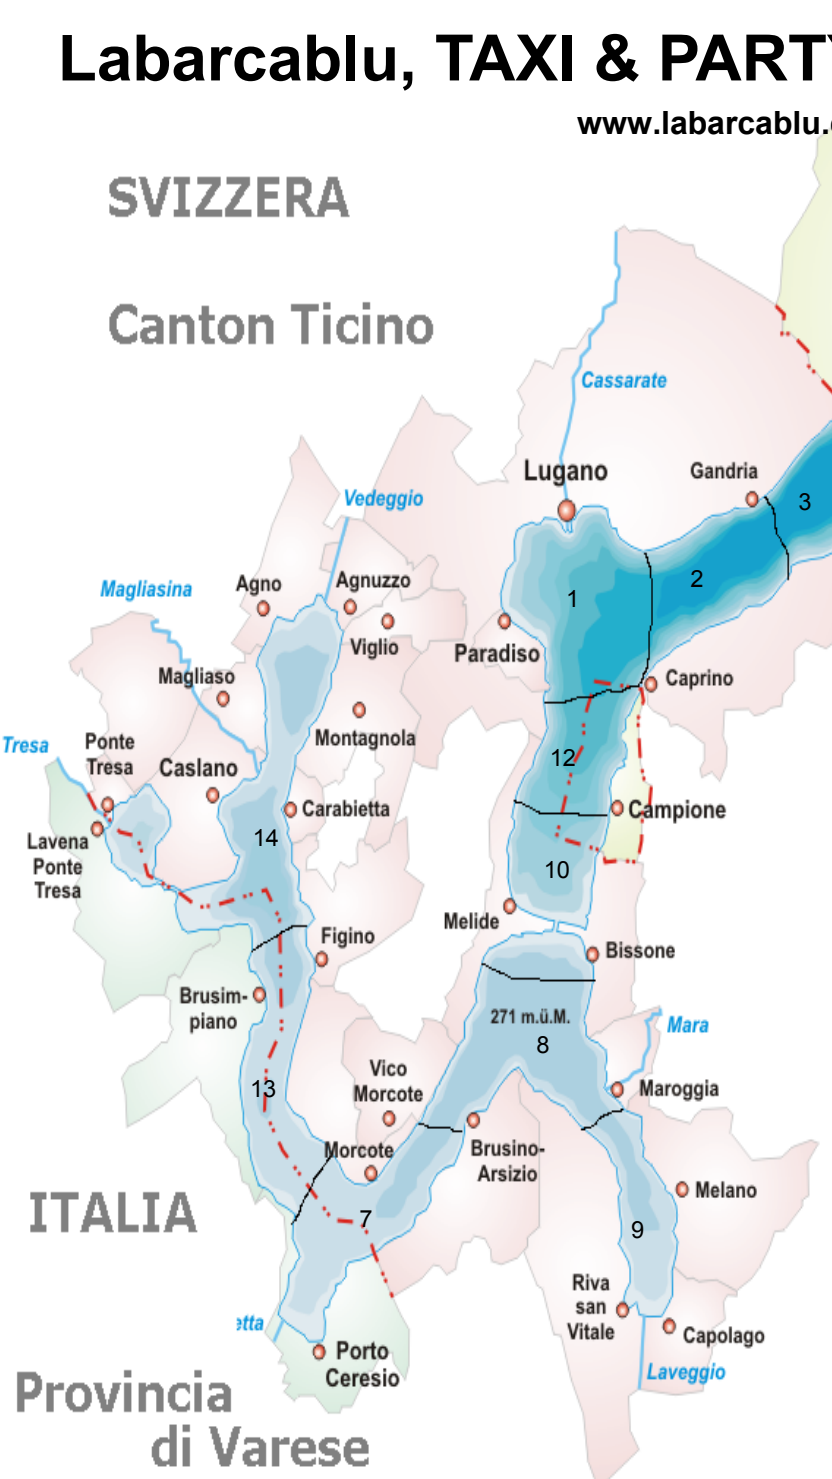 Labarcablu, TAXI & PARTY
www.labarcablu.
SVIZZERA
Canton Ticino
Cassarate
Lugano
Gandria
3
Vedeggio
2
Magliasina
Agno
Agnuzzo
1
Viglio
Paradiso
Magliaso
Caprino
Tresa
Ponte
Tresa
Caslano
Montagnola
12
Carabietta
Campione
Lavena
Ponte
Tresa
14
10
Melide
Figino
Bissone
Brusim-
piano
271 m.ü.M.
Mara
8
Vico
Morcote
13
Maroggia
Morcote
Brusino-
Arsizio
Melano
ITALIA
7
9
Riva
san
Vitale
etta
Capolago
Porto
Ceresio
Laveggio
Provincia
di Varese